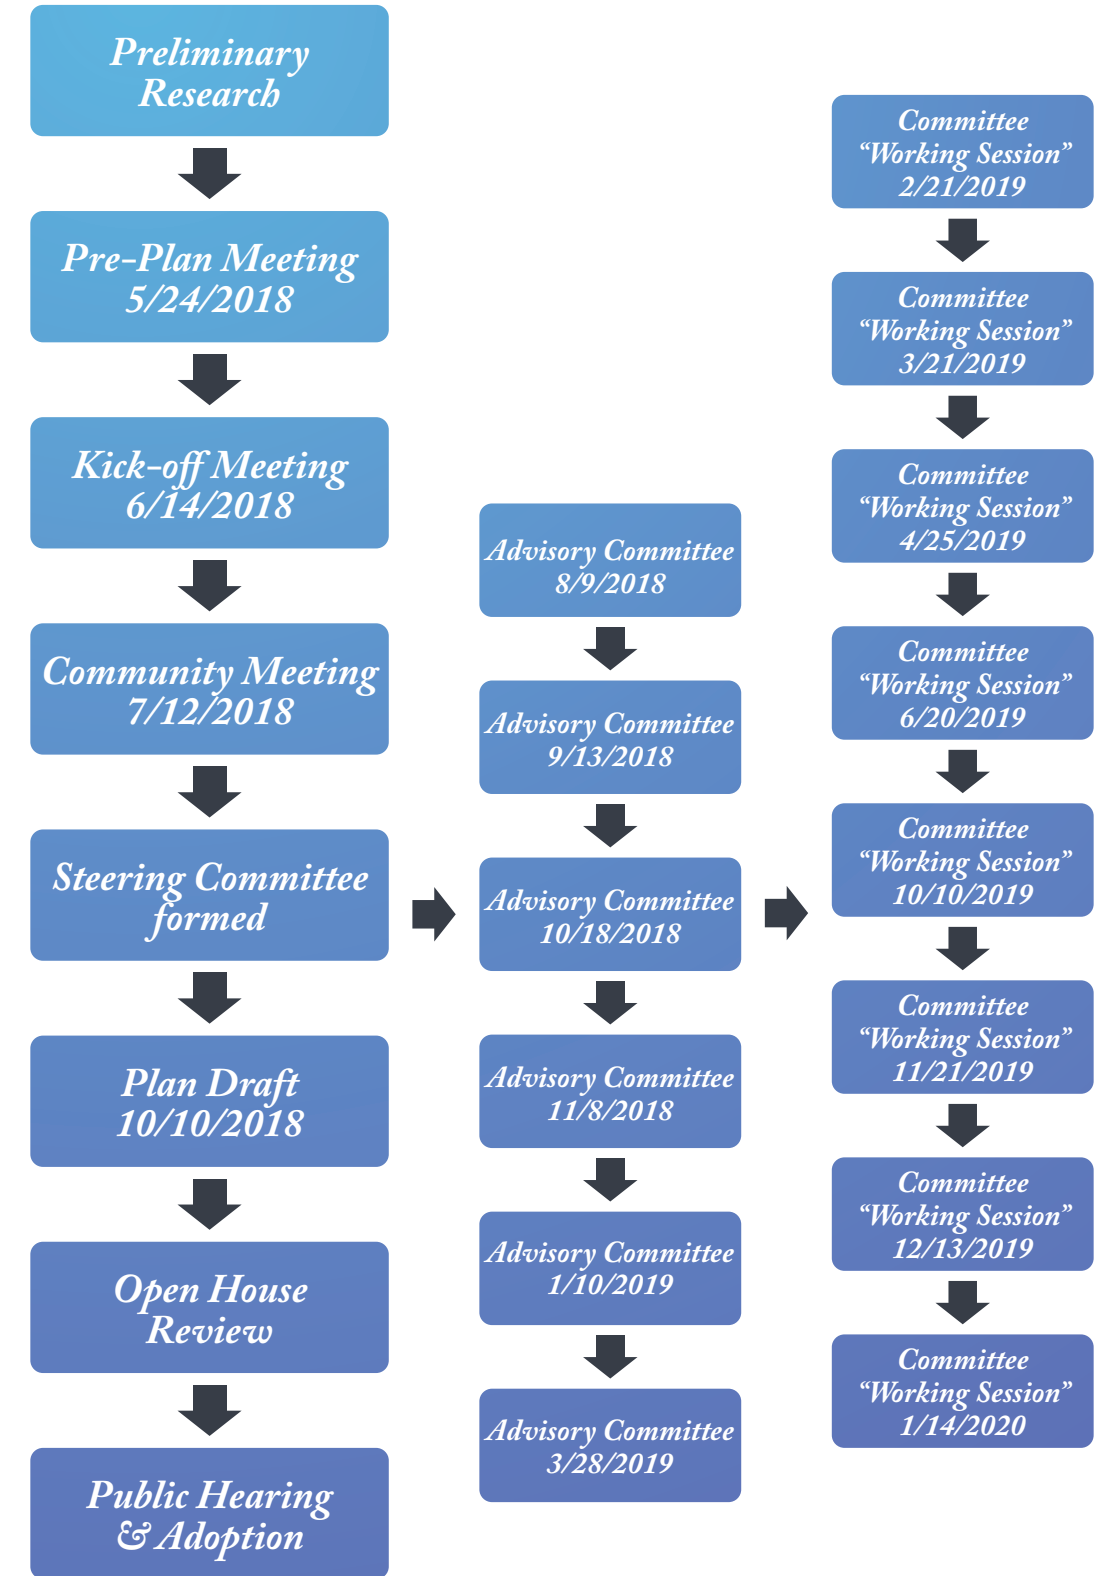 Preliminary
Research
Pre-Plan Meeting
5/24/2018
Kick-off Meeting
6/14/2018
Community Meeting
7/12/2018
Steering Committee
formed
Plan Draft
10/10/2018
Open House
Review
Public Hearing
& Adoption
Advisory Committee
8/9/2018
Advisory Committee
9/13/2018
Advisory Committee
10/18/2018
Advisory Committee
11/8/2018
Advisory Committee
1/10/2019
Advisory Committee
3/28/2019
Committee
“Working Session”
2/21/2019
Committee
“Working Session”
3/21/2019
Committee
“Working Session”
4/25/2019
Committee
“Working Session”
6/20/2019
Committee
“Working Session”
10/10/2019
Committee
“Working Session”
11/21/2019
Committee
“Working Session”
12/13/2019
Committee
“Working Session”
1/14/2020